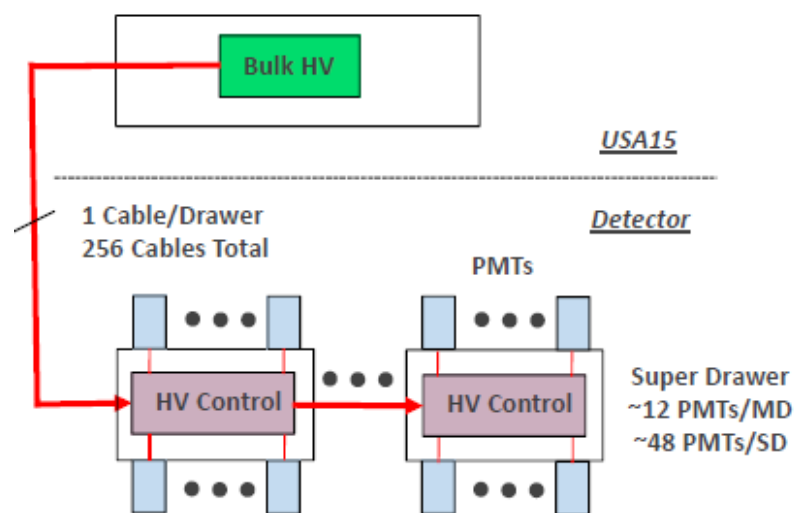 Bulk HV
USA15
1 Cable/Drawer
256 Cables Total
Detector
PMTs
HV Control
HV Control
Super Drawer
~12 PMTs/MD
~48 PMTs/SD